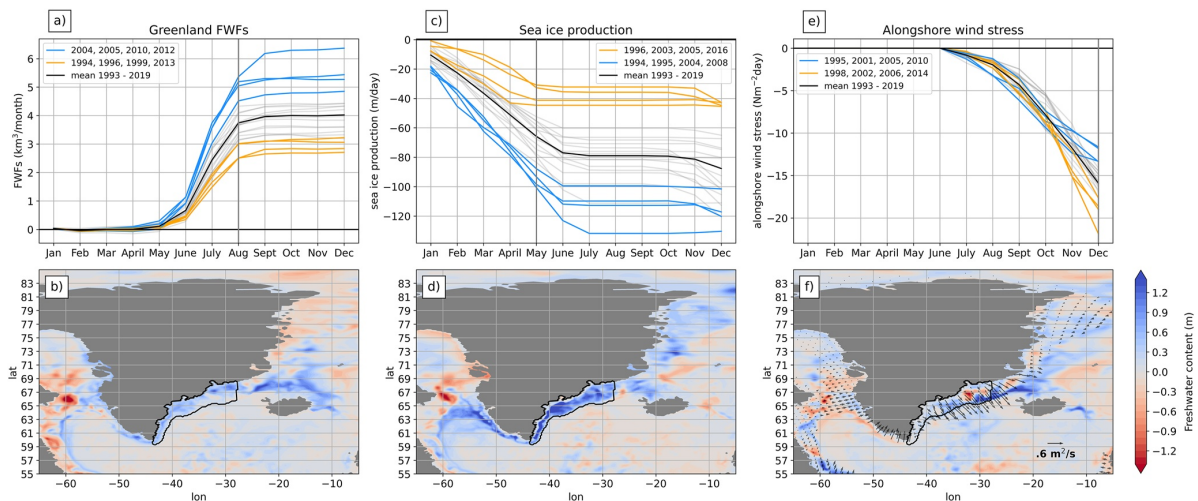 a)
Greenland FWFs
2004, 2005, 2010, 2012
1994, 1996, 1999, 2013
mean 1993 - 2019
FWFs (km³/month)
6
5
4
3
2
1
0
Jan Feb Mar April May June July Aug Sept Oct Nov Dec
c)
Sea ice production
1996, 2003, 2005, 2016
1994, 1995, 2004, 2008
mean 1993 - 2019
sea ice production (m/day)
0
−20
−40
−60
−80
−100
−120
Jan Feb Mar April May June July Aug Sept Oct Nov Dec
e)
Alongshore wind stress
1995, 2001, 2005, 2010
1998, 2002, 2006, 2014
mean 1993 - 2019
alongshore wind stress (Nm⁻²day)
0
−5
−10
−15
−20
Jan Feb Mar April May June July Aug Sept Oct Nov Dec
b)
lat
83
81
79
77
75
73
71
69
67
65
63
61
59
57
55
−60 −50 −40 −30 −20 −10
lon
d)
lat
83
81
79
77
75
73
71
69
67
65
63
61
59
57
55
−60 −50 −40 −30 −20 −10
lon
f)
lat
83
81
79
77
75
73
71
69
67
65
63
61
59
57
55
.6 m²/s
−60 −50 −40 −30 −20 −10
lon
1.2
0.9
0.6
0.3
0.0
−0.3
−0.6
−0.9
−1.2
Freshwater content (m)